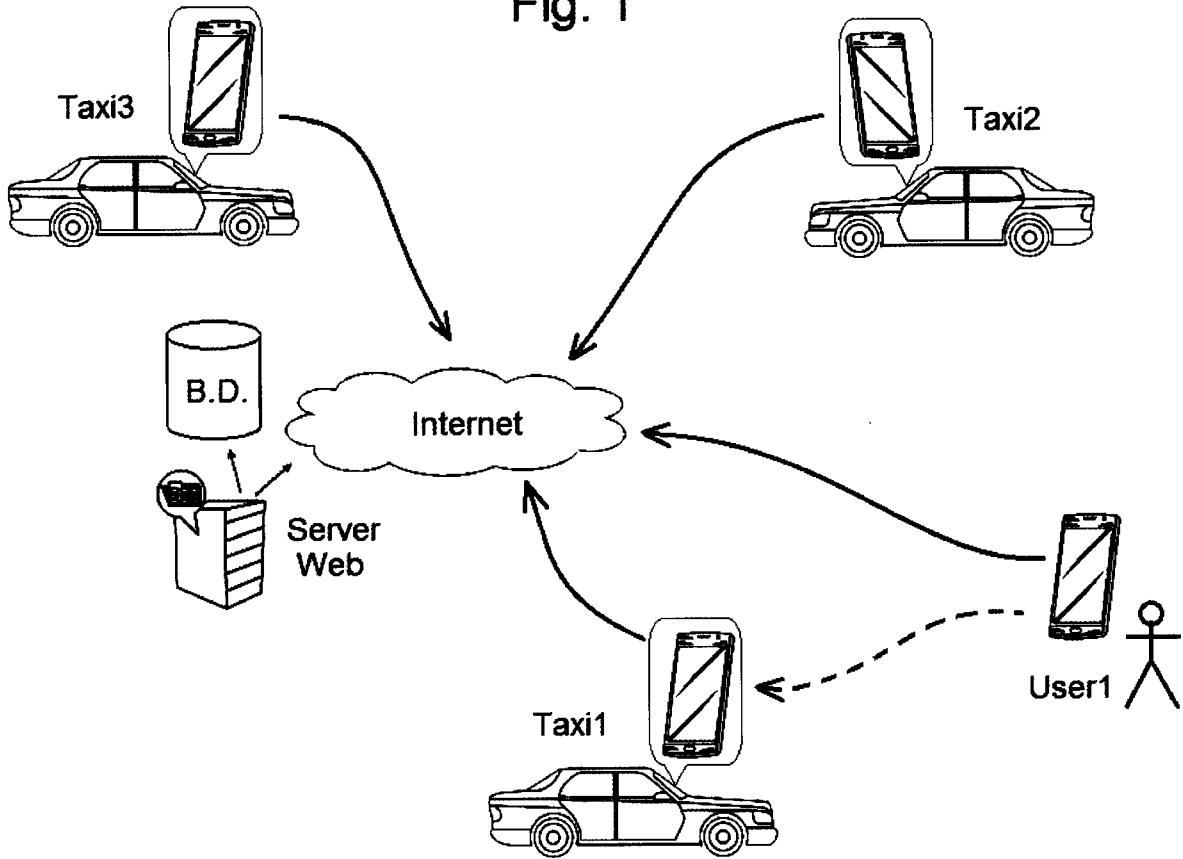 Fig. 1
Taxi3
Taxi2
B.D.
Internet
Server
Web
User1
Taxi1